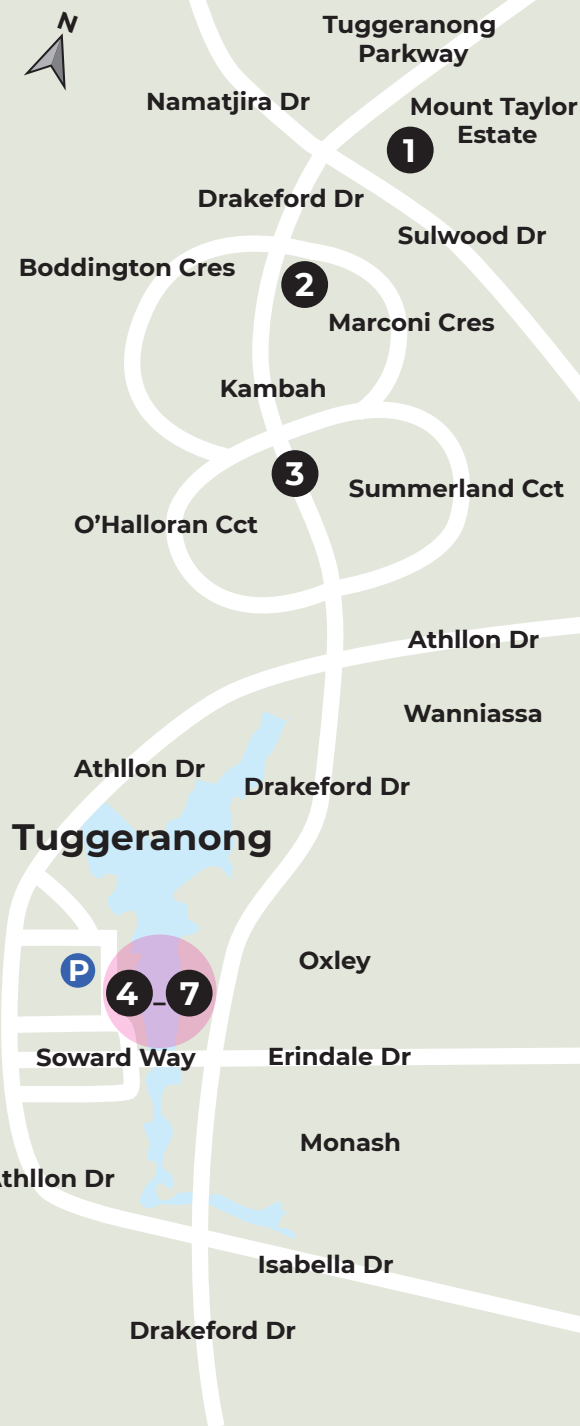 N
Tuggeranong
Parkway
Namatjira Dr
Mount Taylor
Estate
1
Drakeford Dr
Sulwood Dr
Boddington Cres
2
Marconi Cres
Kambah
3
Summerland Cct
O’Halloran Cct
Athllon Dr
Wanniassa
Athllon Dr
Drakeford Dr
Tuggeranong
Oxley
P
4 – 7
Soward Way
Erindale Dr
Monash
thllon Dr
Isabella Dr
Drakeford Dr